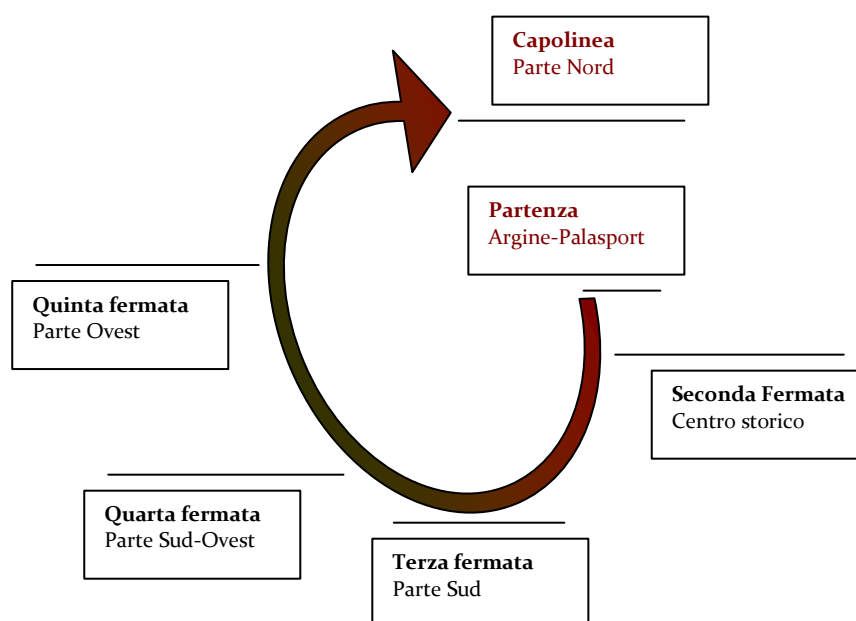 Capolinea
Parte Nord
Partenza
Argine-Palasport
Quinta fermata
Parte Ovest
Seconda Fermata
Centro storico
Quarta fermata
Parte Sud-Ovest
Terza fermata
Parte Sud